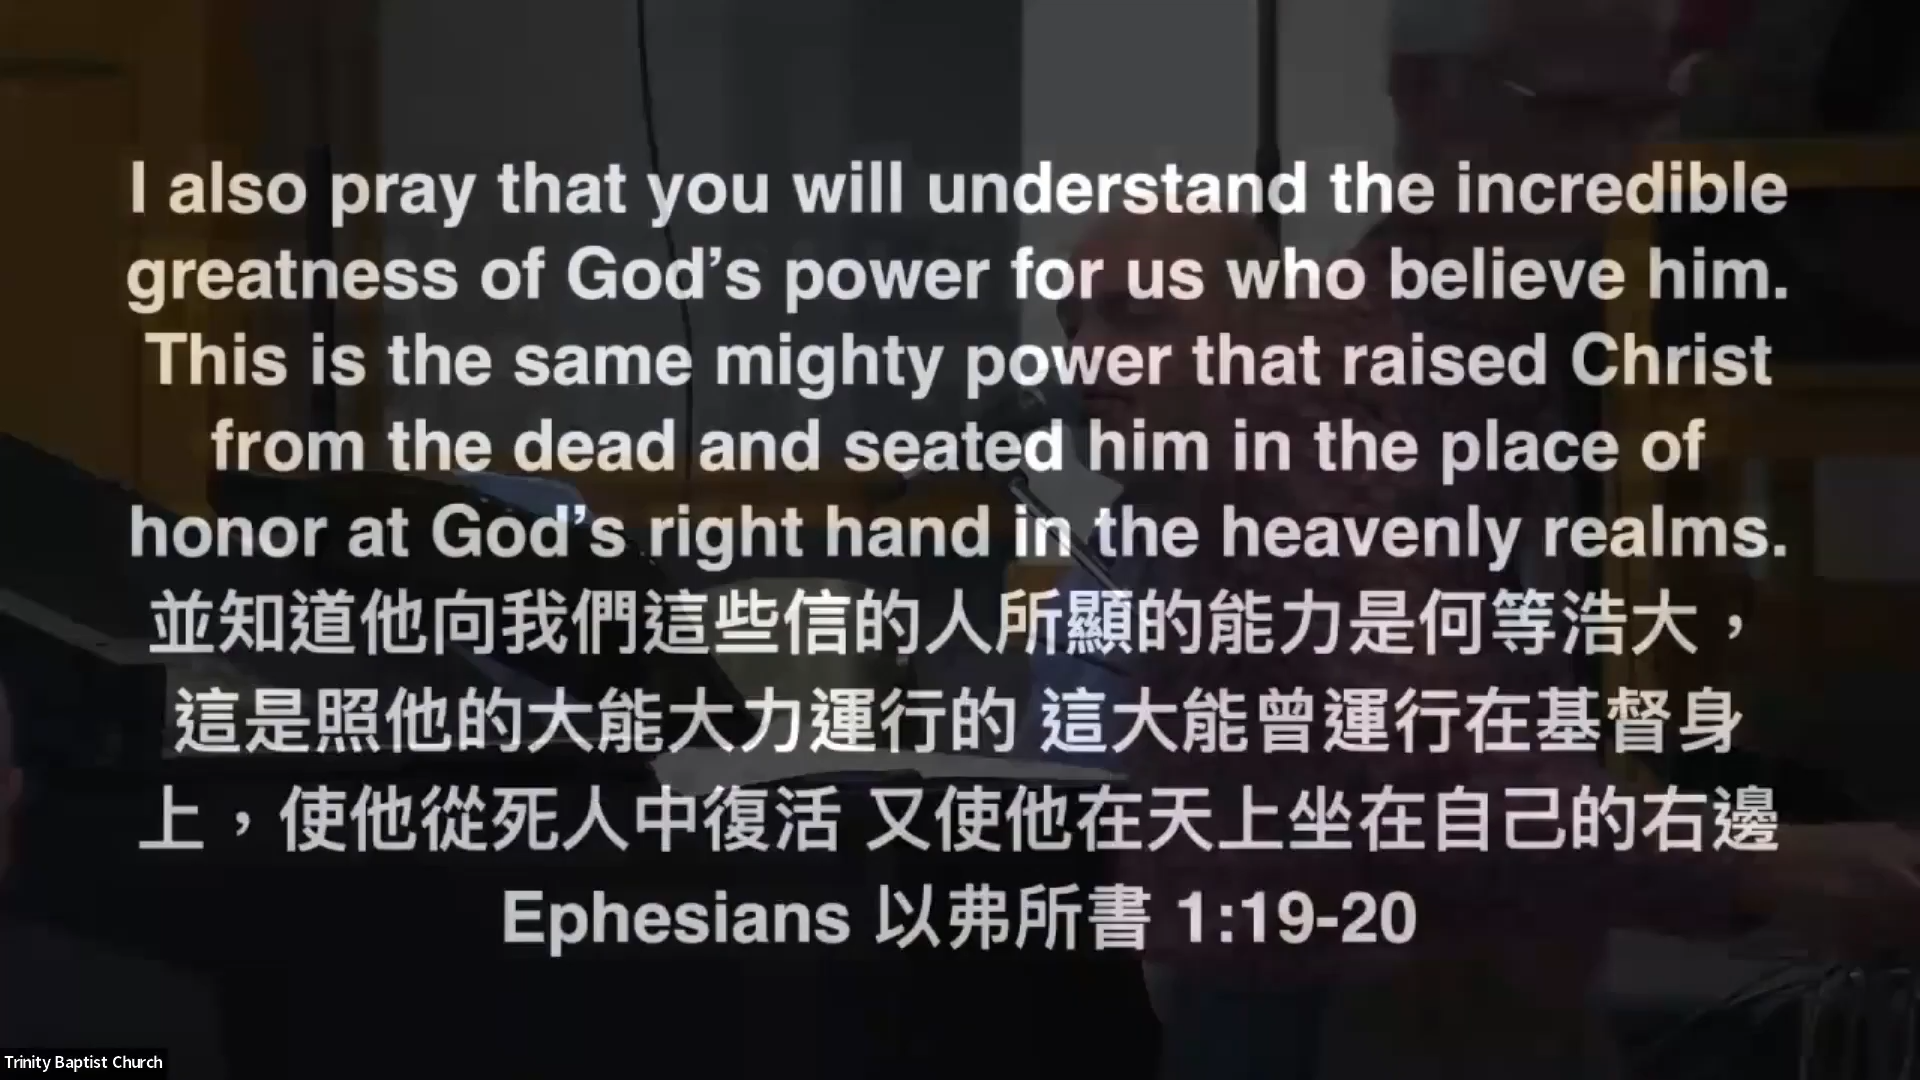 I also pray that you will understand the incredible
greatness of God’s power for us who believe him.
This is the same mighty power that raised Christ
from the dead and seated him in the place of
honor at God’s right hand in the heavenly realms.
並知道他向我們這些信的人所顯的能力是何等浩大，
這是照他的大能大力運行的 這大能曾運行在基督身
上，使他從死人中復活 又使他在天上坐在自己的右邊
Ephesians 以弗所書 1:19-20
Trinity Baptist Church